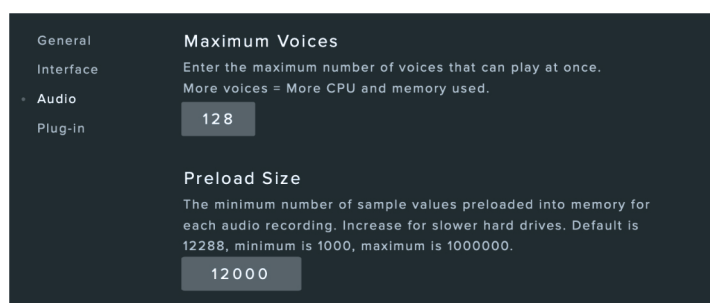 General
Interface
Audio
Plug-in
Maximum Voices
Enter the maximum number of voices that can play at once.
More voices = More CPU and memory used.
128
Preload Size
The minimum number of sample values preloaded into memory for
each audio recording. Increase for slower hard drives. Default is
12288, minimum is 1000, maximum is 1000000.
12000